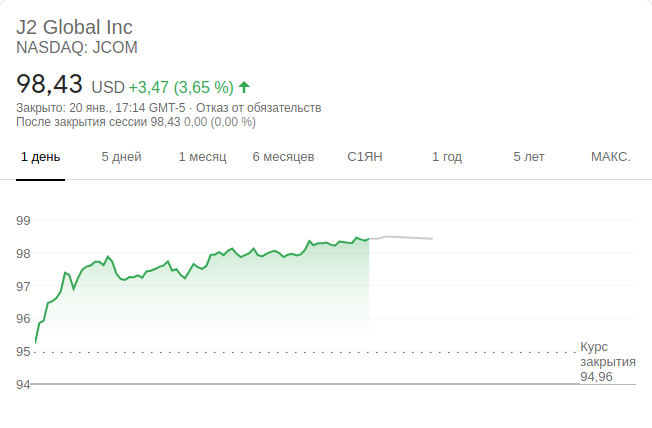 J2 Global Inc
NASDAQ: JCOM
98,43 USD +3,47 (3,65 %)
Закрыто: 20 янв., 17:14 GMT-5 · Отказ от обязательств
После закрытия сессии 98,43 0,00 (0,00 %)
1 день 5 дней 1 месяц 6 месяцев С1ЯН 1 год 5 лет МАКС.
99
98
97
96
95
94
Курс
закрытия
94,96